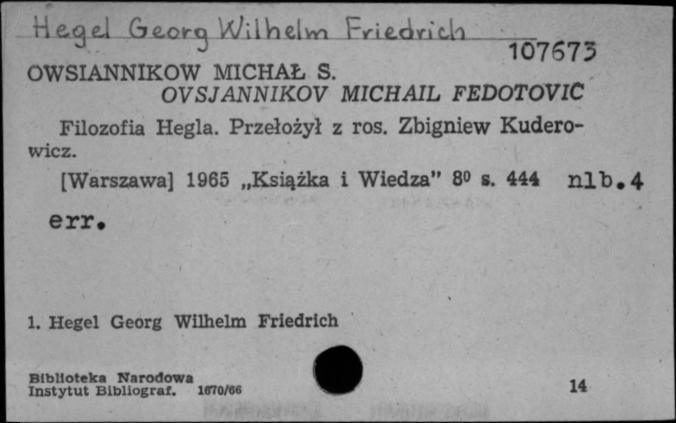 Hegel Georg Wilhelm Friedrich
107673
OWSIANNIKOW MICHAŁ S.
OVSJANNIKOV MICHAIL FEDOTOVIČ
Filozofia Hegla. Przełożył z ros. Zbigniew Kudero-
wicz.
[Warszawa] 1965 „Książka i Wiedza” 8⁰ s. 444 nlb. 4
err.
1. Hegel Georg Wilhelm Friedrich
Biblioteka Narodowa
Instytut Bibliograf. 1670/66
14